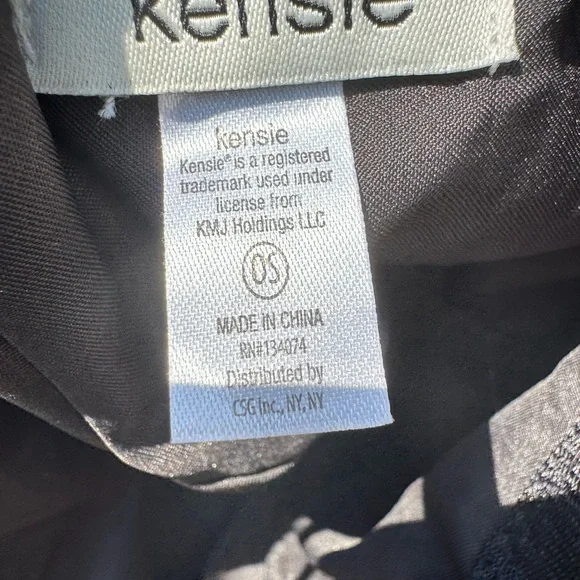 kensie
kensie
Kensie® is a registered
trademark used under
license from
KMJ Holdings LLC
OS
MADE IN CHINA
RN#134074
Distributed by
CSG Inc., NY, NY